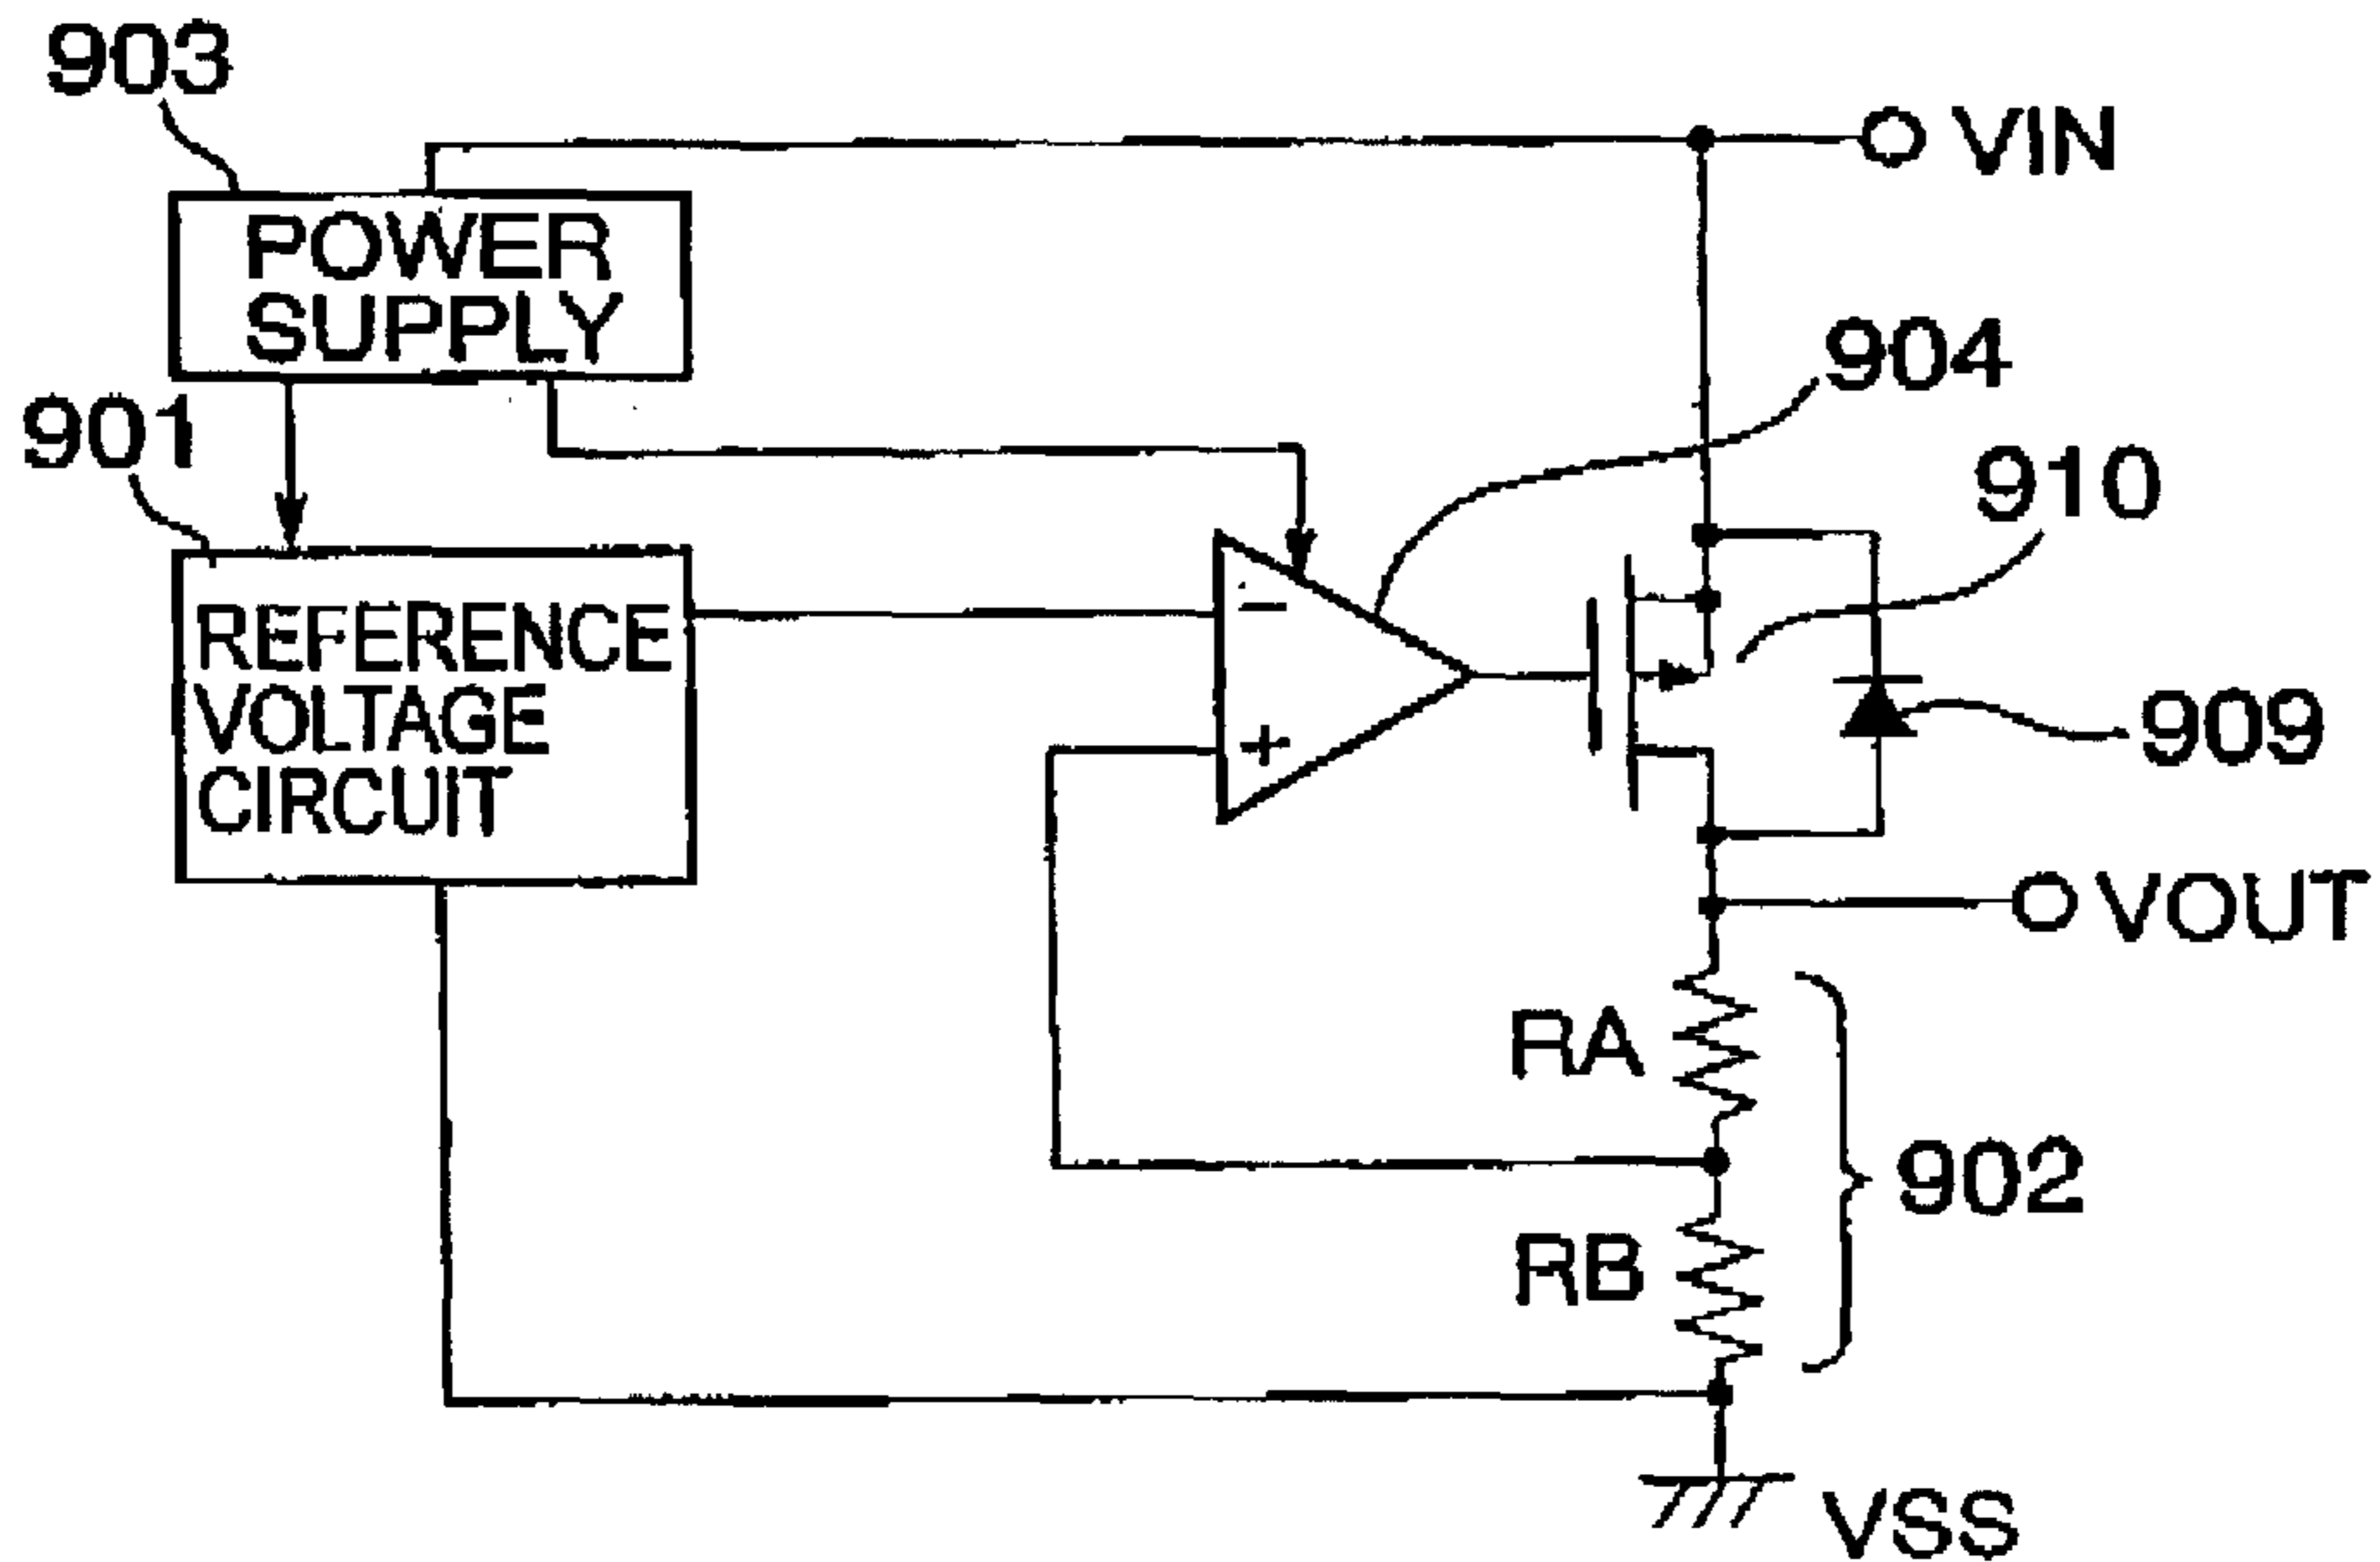 903
VIN
POWER
SUPPLY
904
901
910
REFERENCE
VOLTAGE
CIRCUIT
-
+
909
VOUT
RA
902
RB
VSS